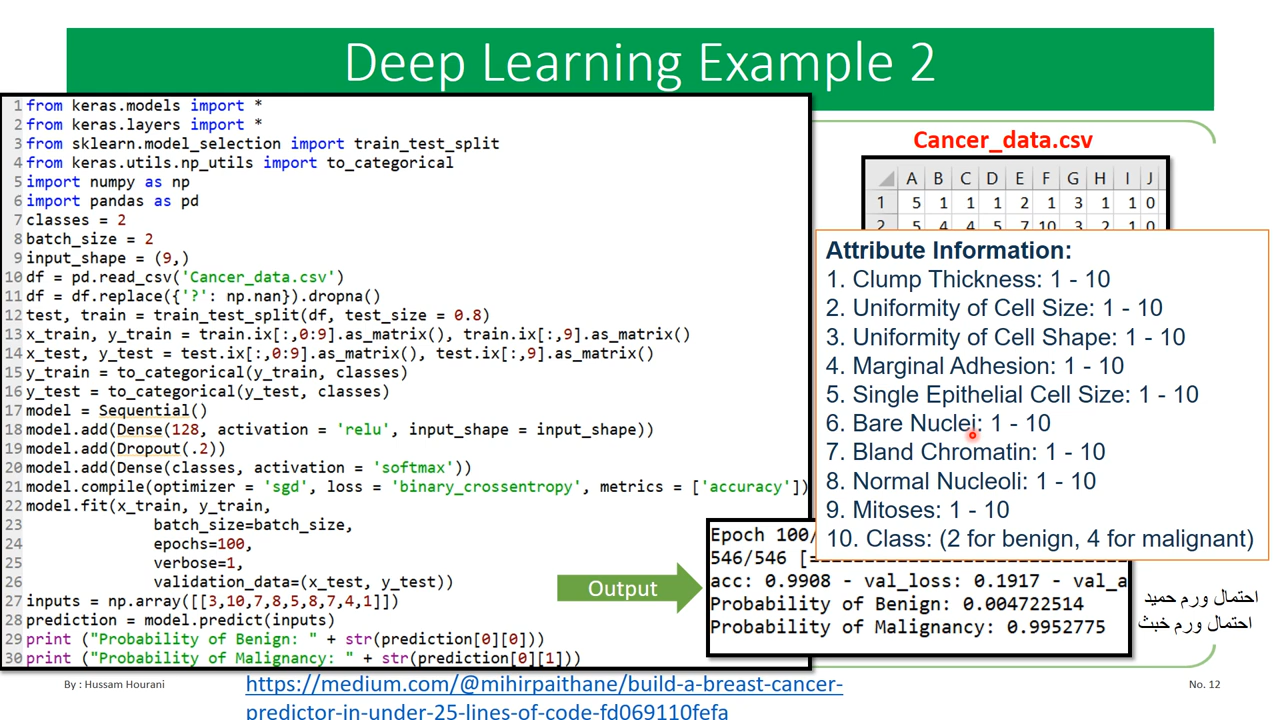 Deep Learning Example 2
1 from keras.models import *
2 from keras.layers import *
3 from sklearn.model_selection import train_test_split
4 from keras.utils.np_utils import to_categorical
5 import numpy as np
6 import pandas as pd
7 classes = 2
8 batch_size = 2
9 input_shape = (9,)
10 df = pd.read_csv('Cancer_data.csv')
11 df = df.replace({'?': np.nan}).dropna()
12 test, train = train_test_split(df, test_size = 0.8)
13 x_train, y_train = train.ix[:,0:9].as_matrix(), train.ix[:,9].as_matrix()
14 x_test, y_test = test.ix[:,0:9].as_matrix(), test.ix[:,9].as_matrix()
15 y_train = to_categorical(y_train, classes)
16 y_test = to_categorical(y_test, classes)
17 model = Sequential()
18 model.add(Dense(128, activation = 'relu', input_shape = input_shape))
19 model.add(Dropout(.2))
20 model.add(Dense(classes, activation = 'softmax'))
21 model.compile(optimizer = 'sgd', loss = 'binary_crossentropy', metrics = ['accuracy'])
22 model.fit(x_train, y_train,
23 batch_size=batch_size,
24 epochs=100,
25 verbose=1,
26 validation_data=(x_test, y_test))
27 inputs = np.array([[3,10,7,8,5,8,7,4,1]])
28 prediction = model.predict(inputs)
29 print ("Probability of Benign: " + str(prediction[0][0]))
30 print ("Probability of Malignancy: " + str(prediction[0][1]))
Cancer_data.csv
A B C D E F G H I J
1 5 1 1 1 2 1 3 1 1 0
2 5 4 4 5 7 10 3 2 1 0
Attribute Information:
1. Clump Thickness: 1 - 10
2. Uniformity of Cell Size: 1 - 10
3. Uniformity of Cell Shape: 1 - 10
4. Marginal Adhesion: 1 - 10
5. Single Epithelial Cell Size: 1 - 10
6. Bare Nuclei: 1 - 10
7. Bland Chromatin: 1 - 10
8. Normal Nucleoli: 1 - 10
9. Mitoses: 1 - 10
10. Class: (2 for benign, 4 for malignant)
Output
Epoch 100/
546/546 [=
acc: 0.9908 - val_loss: 0.1917 - val_a
Probability of Benign: 0.004722514
Probability of Malignancy: 0.9952775
احتمال ورم حميد
احتمال ورم خبث
By : Hussam Hourani
https://medium.com/@mihirpaithane/build-a-breast-cancer-
predictor-in-under-25-lines-of-code-fd069110fefa
No. 12